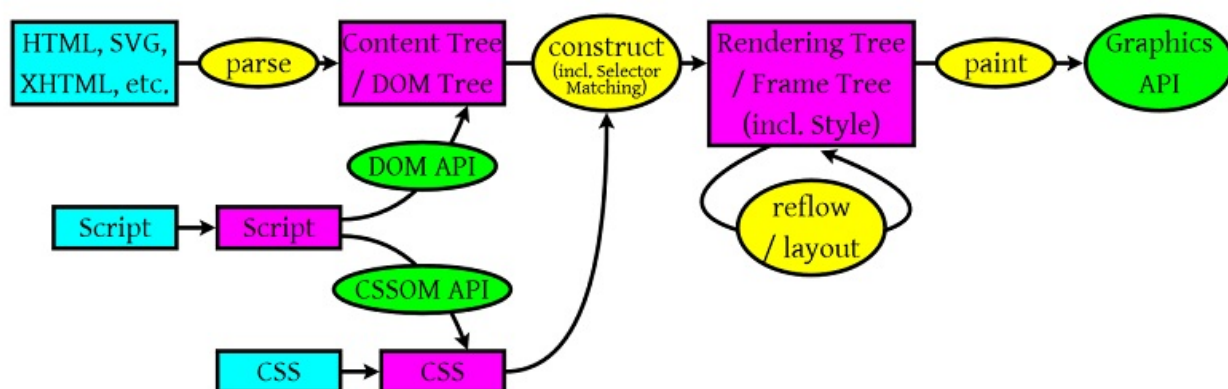 HTML, SVG,
XHTML, etc.
parse
Content Tree
/ DOM Tree
construct
(incl. Selector
Matching)
Rendering Tree
/ Frame Tree
(incl. Style)
paint
Graphics
API
DOM API
reflow
/ layout
Script
Script
CSSOM API
CSS
CSS